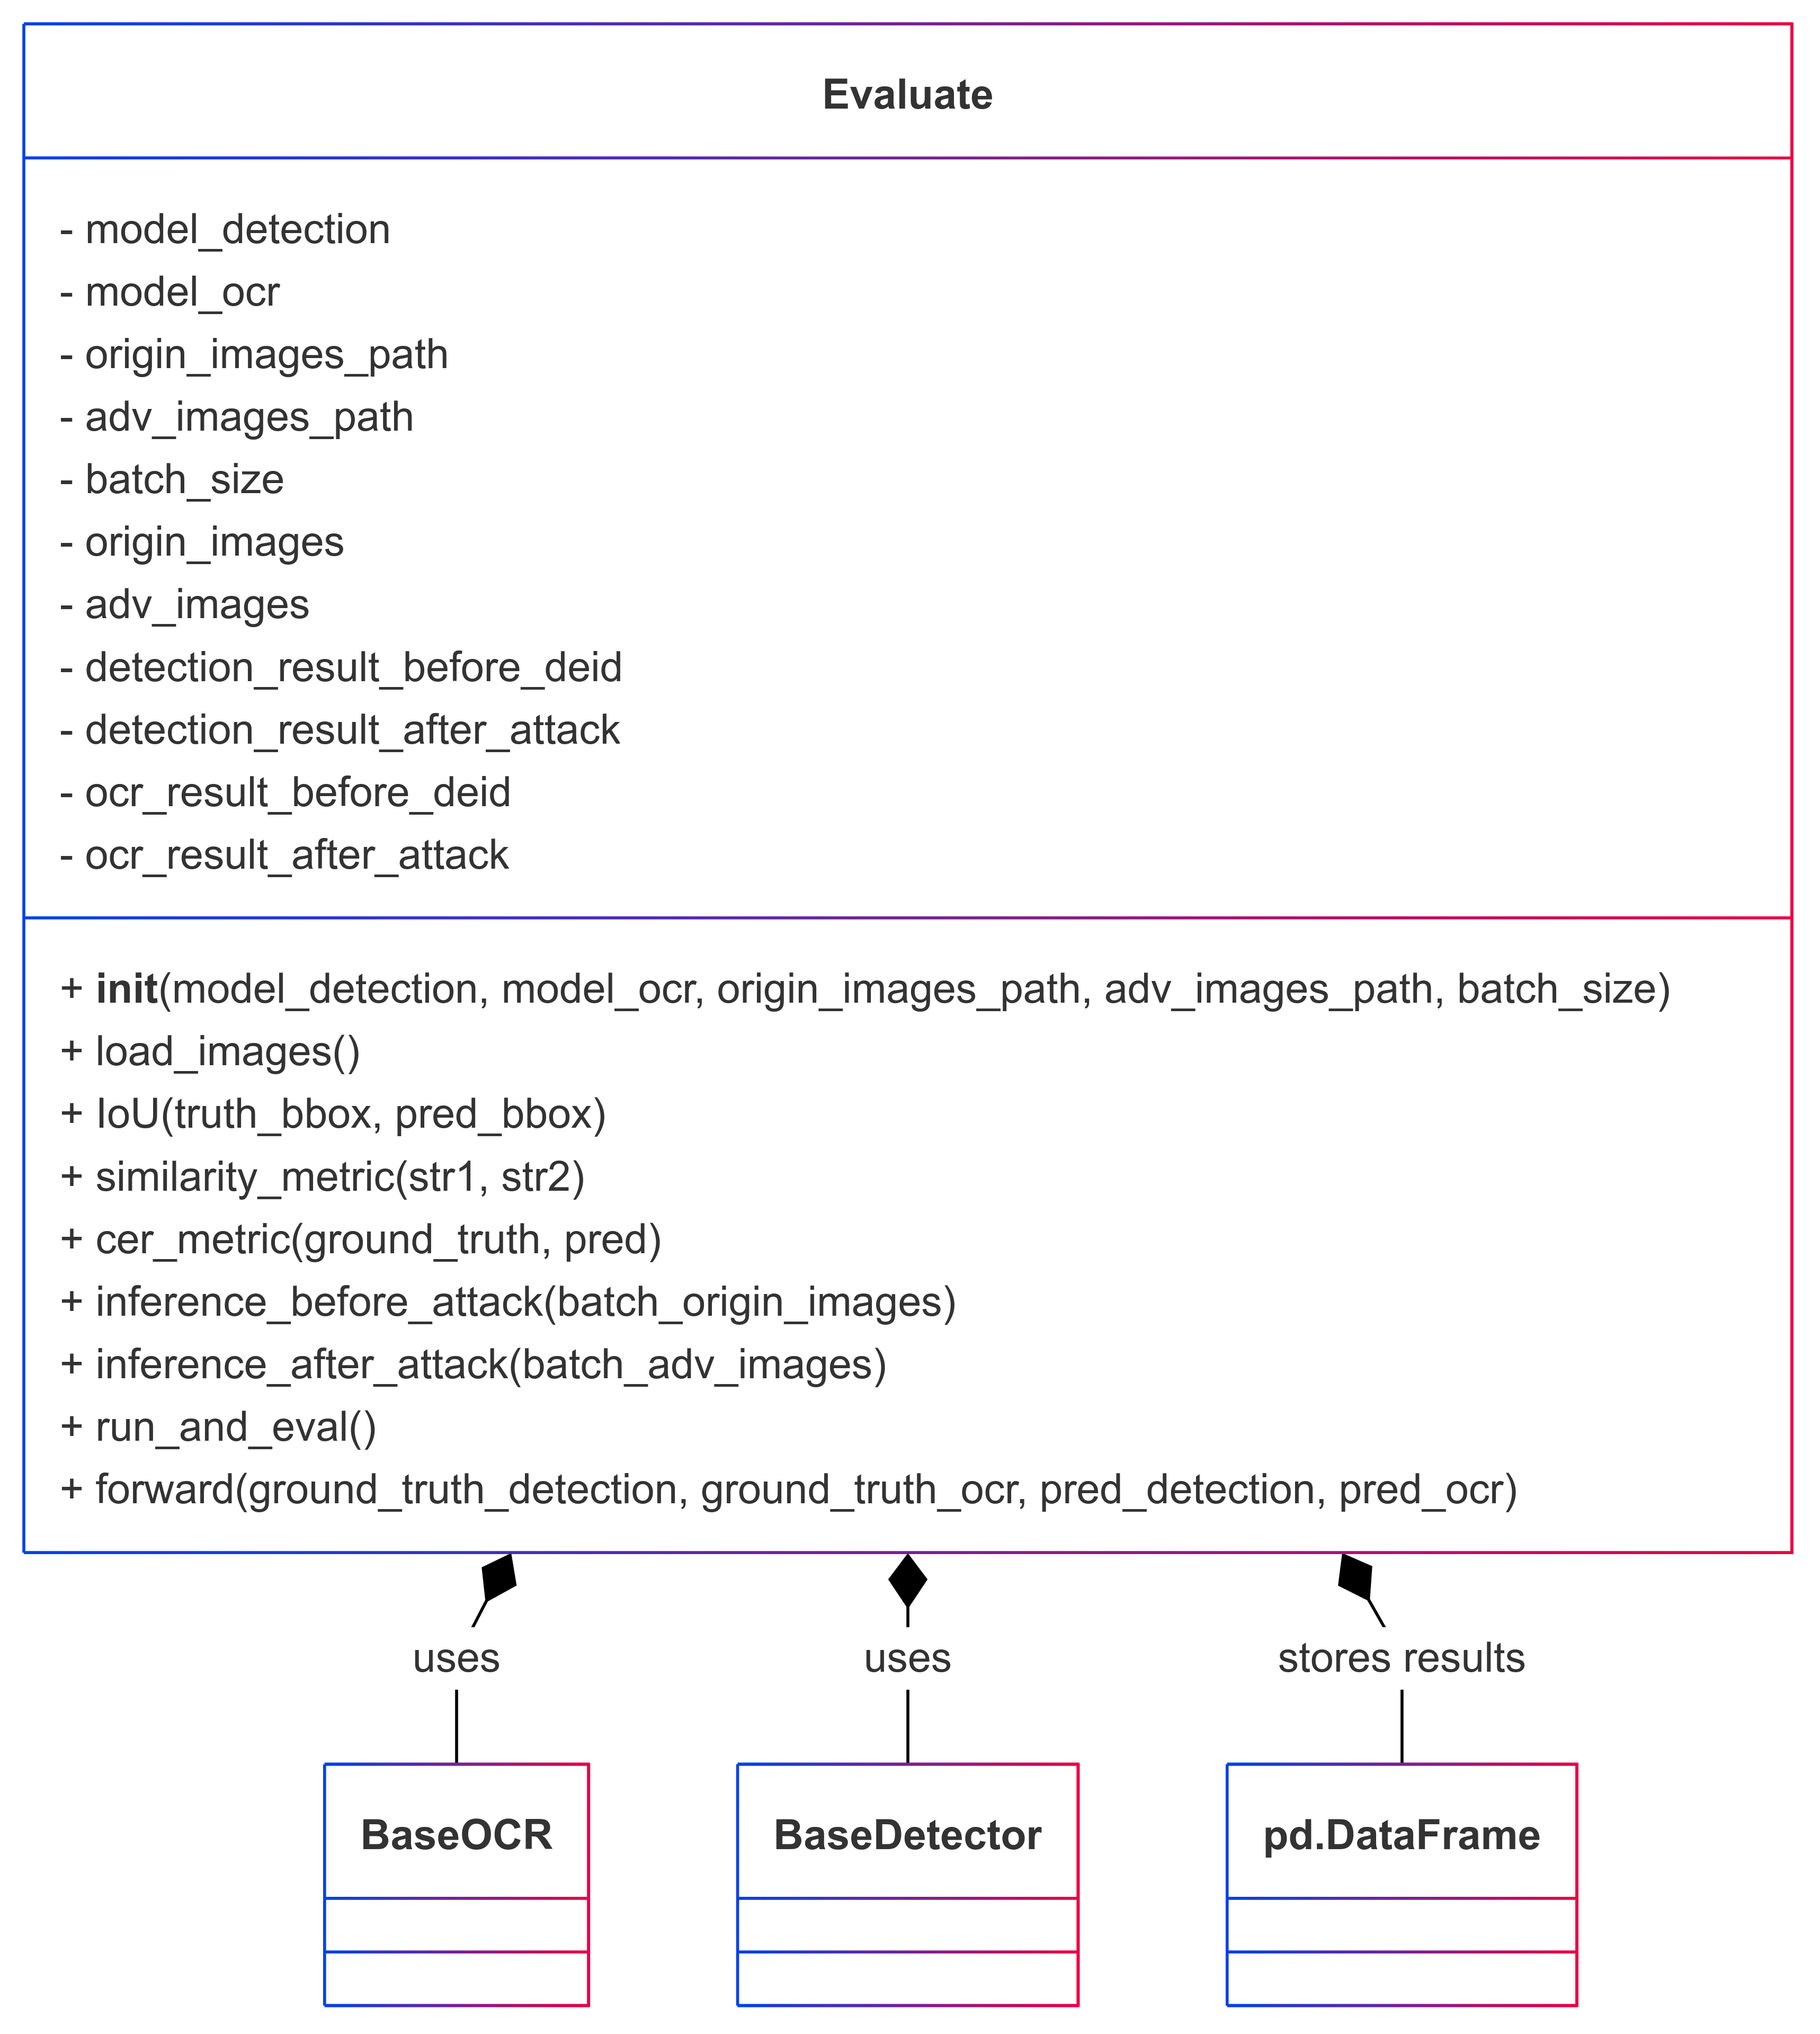 Evaluate
- model_detection
- model_ocr
- origin_images_path
- adv_images_path
- batch_size
- origin_images
- adv_images
- detection_result_before_deid
- detection_result_after_attack
- ocr_result_before_deid
- ocr_result_after_attack
+ init(model_detection, model_ocr, origin_images_path, adv_images_path, batch_size)
+ load_images()
+ IoU(truth_bbox, pred_bbox)
+ similarity_metric(str1, str2)
+ cer_metric(ground_truth, pred)
+ inference_before_attack(batch_origin_images)
+ inference_after_attack(batch_adv_images)
+ run_and_eval()
+ forward(ground_truth_detection, ground_truth_ocr, pred_detection, pred_ocr)
uses
uses
stores results
BaseOCR
BaseDetector
pd.DataFrame